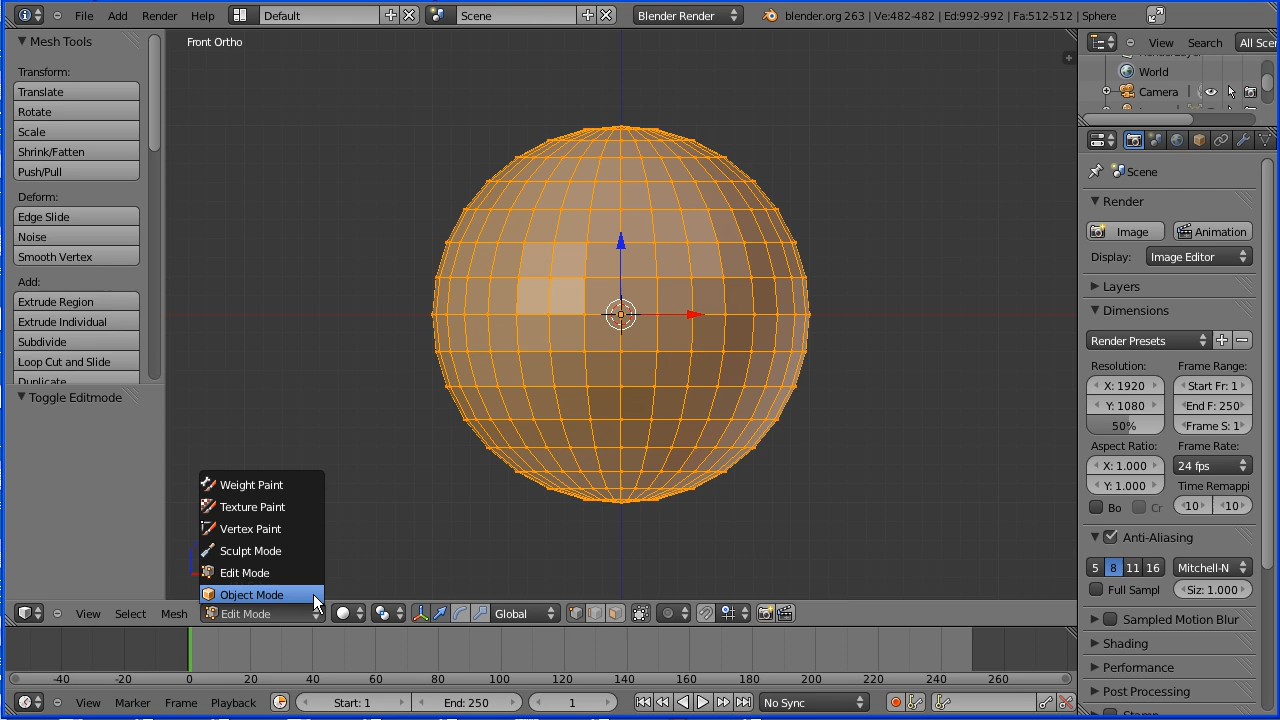 File Add Render Help Default Scene Blender Render blender.org 263 | Ve:482-482 | Ed:992-992 | Fa:512-512 | Sphere
Mesh Tools
Transform:
Translate
Rotate
Scale
Shrink/Fatten
Push/Pull
Deform:
Edge Slide
Noise
Smooth Vertex
Add:
Extrude Region
Extrude Individual
Subdivide
Loop Cut and Slide
Duplicate
Toggle Editmode
Front Ortho
Weight Paint
Texture Paint
Vertex Paint
Sculpt Mode
Edit Mode
Object Mode
View Select Mesh Edit Mode Global
-40 -20 0 20 40 60 80 100 120 140 160 180 200 220 240 260
View Marker Frame Playback Start: 1 End: 250 1 No Sync
View Search All Sce
World
Camera
Scene
Render
Image Animation
Display: Image Editor
Layers
Dimensions
Render Presets
Resolution: Frame Range:
X: 1920 Start Fr: 1
Y: 1080 End F: 250
50% Frame S: 1
Aspect Ratio: Frame Rate:
X: 1.000 24 fps
Y: 1.000 Time Remappi
Bo Cr 10 10
Anti-Aliasing
5 8 11 16 Mitchell-N
Full Sampl Siz: 1.000
Sampled Motion Blur
Shading
Performance
Post Processing